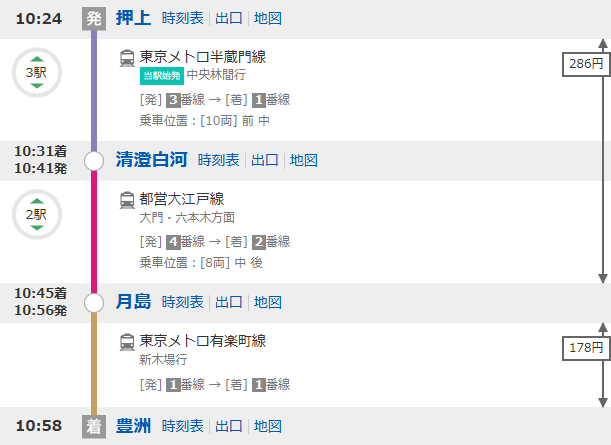 10:24 発 押上 時刻表 出口 地図
3駅 東京メトロ半蔵門線 286円
当駅始発 中央林間行
[発] 3番線 → [着] 1番線
乗車位置：[10両] 前 中
10:31着
10:41発 清澄白河 時刻表 出口 地図
2駅 都営大江戸線
大門・六本木方面
[発] 4番線 → [着] 2番線
乗車位置：[8両] 中 後
10:45着
10:56発 月島 時刻表 出口 地図
東京メトロ有楽町線 178円
新木場行
[発] 1番線 → [着] 1番線
10:58 着 豊洲 時刻表 出口 地図